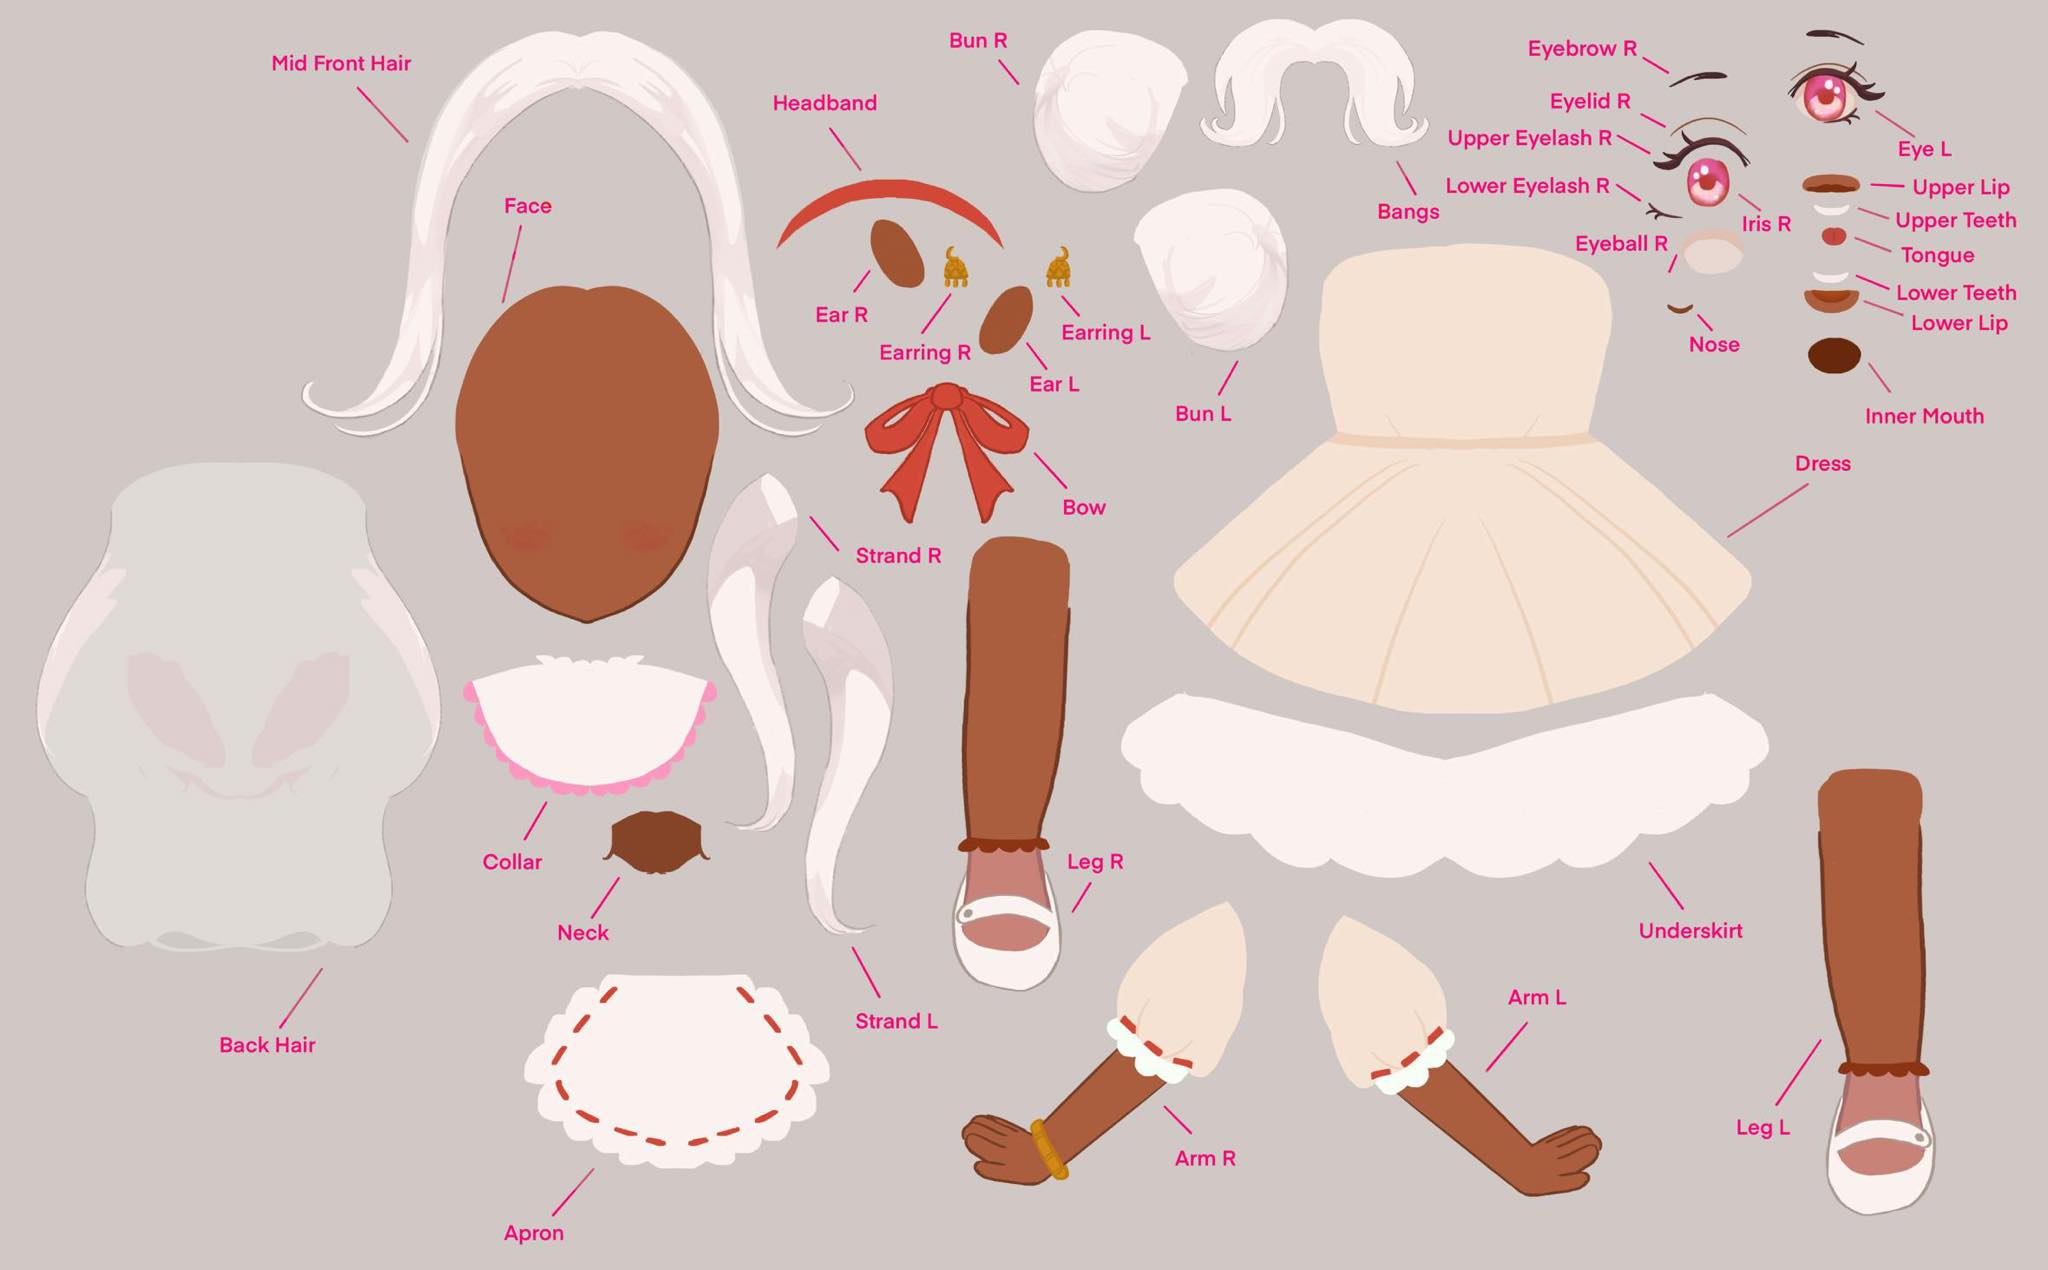 Mid Front Hair
Face
Headband
Bun R
Bangs
Eyebrow R
Eyelid R
Upper Eyelash R
Lower Eyelash R
Iris R
Eyeball R
Nose
Eye L
Upper Lip
Upper Teeth
Tongue
Lower Teeth
Lower Lip
Inner Mouth
Ear R
Earring R
Earring L
Ear L
Bun L
Bow
Dress
Strand R
Collar
Neck
Leg R
Underskirt
Back Hair
Strand L
Arm L
Arm R
Leg L
Apron